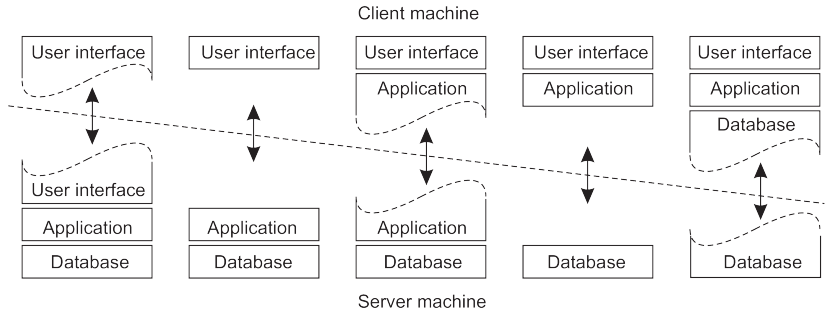 Client machine
User interface
User interface
User interface
User interface
User interface
Application
Application
Application
Database
User interface
Application
Application
Application
Database
Database
Database
Database
Database
Server machine